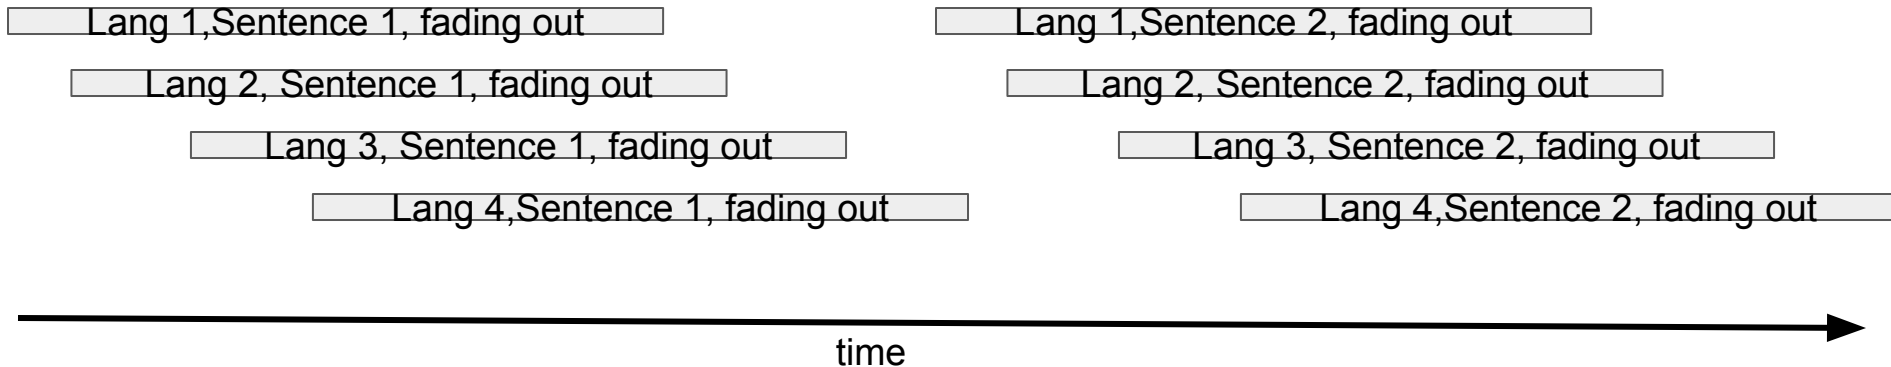 Lang 1,Sentence 1, fading out
Lang 1,Sentence 2, fading out
Lang 2, Sentence 1, fading out
Lang 2, Sentence 2, fading out
Lang 3, Sentence 1, fading out
Lang 3, Sentence 2, fading out
Lang 4,Sentence 1, fading out
Lang 4,Sentence 2, fading out
time